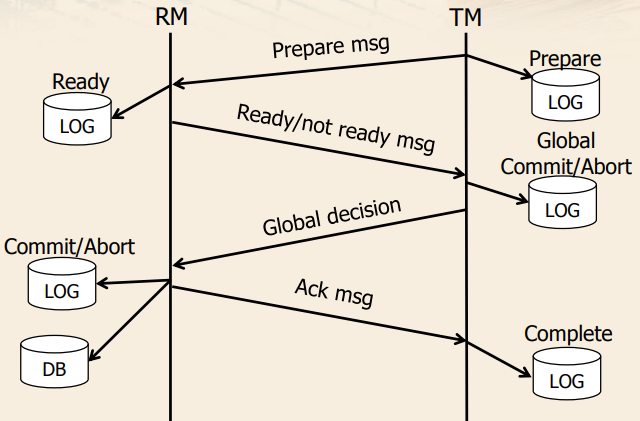 RM
TM
Prepare msg
Prepare
LOG
Ready
LOG
Ready/not ready msg
Global
Commit/Abort
LOG
Global decision
Commit/Abort
LOG
DB
Ack msg
Complete
LOG